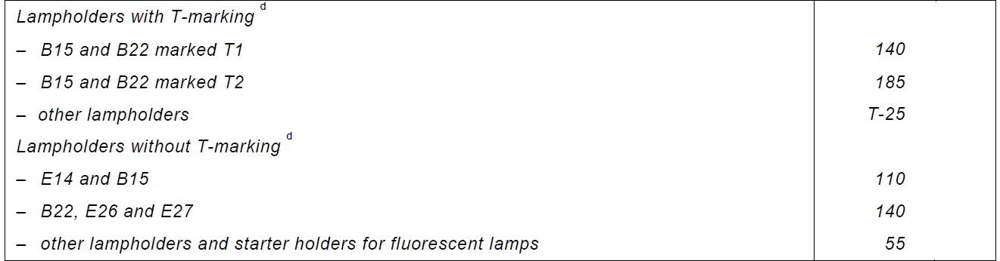 Lampholders with T-marking d
– B15 and B22 marked T1 140
– B15 and B22 marked T2 185
– other lampholders T-25
Lampholders without T-marking d
– E14 and B15 110
– B22, E26 and E27 140
– other lampholders and starter holders for fluorescent lamps 55